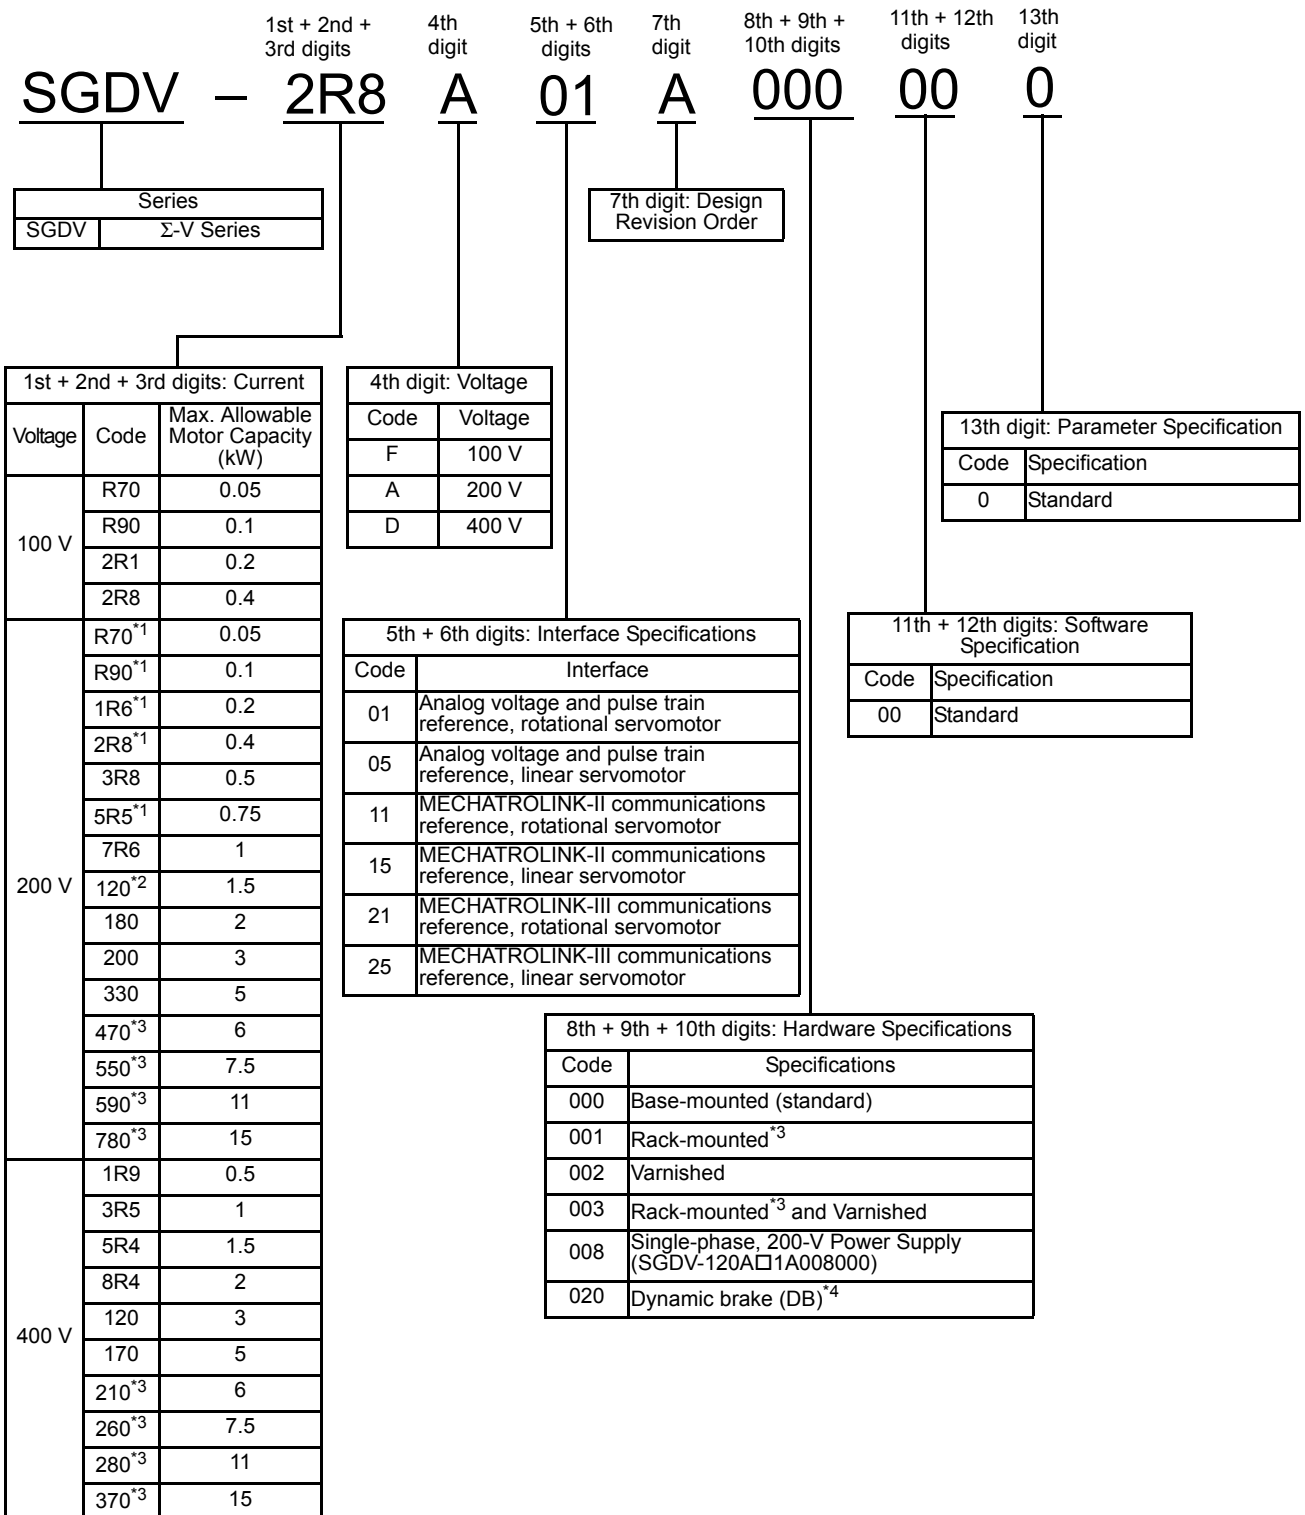 1st + 2nd +
3rd digits
4th
digit
5th + 6th
digits
7th
digit
8th + 9th +
10th digits
11th + 12th
digits
13th
digit
SGDV – 2R8 A 01 A 000 00 0
Series
SGDV Σ-V Series
7th digit: Design
Revision Order
1st + 2nd + 3rd digits: Current
Voltage Code Max. Allowable
Motor Capacity
(kW)
100 V
R70 0.05
R90 0.1
2R1 0.2
2R8 0.4
200 V
R70*1 0.05
R90*1 0.1
1R6*1 0.2
2R8*1 0.4
3R8 0.5
5R5*1 0.75
7R6 1
120*2 1.5
180 2
200 3
330 5
470*3 6
550*3 7.5
590*3 11
780*3 15
400 V
1R9 0.5
3R5 1
5R4 1.5
8R4 2
120 3
170 5
210*3 6
260*3 7.5
280*3 11
370*3 15
4th digit: Voltage
Code Voltage
F 100 V
A 200 V
D 400 V
5th + 6th digits: Interface Specifications
Code Interface
01 Analog voltage and pulse train
reference, rotational servomotor
05 Analog voltage and pulse train
reference, linear servomotor
11 MECHATROLINK-II communications
reference, rotational servomotor
15 MECHATROLINK-II communications
reference, linear servomotor
21 MECHATROLINK-III communications
reference, rotational servomotor
25 MECHATROLINK-III communications
reference, linear servomotor
13th digit: Parameter Specification
Code Specification
0 Standard
11th + 12th digits: Software
Specification
Code Specification
00 Standard
8th + 9th + 10th digits: Hardware Specifications
Code Specifications
000 Base-mounted (standard)
001 Rack-mounted*3
002 Varnished
003 Rack-mounted*3 and Varnished
008 Single-phase, 200-V Power Supply
(SGDV-120A□1A008000)
020 Dynamic brake (DB)*4